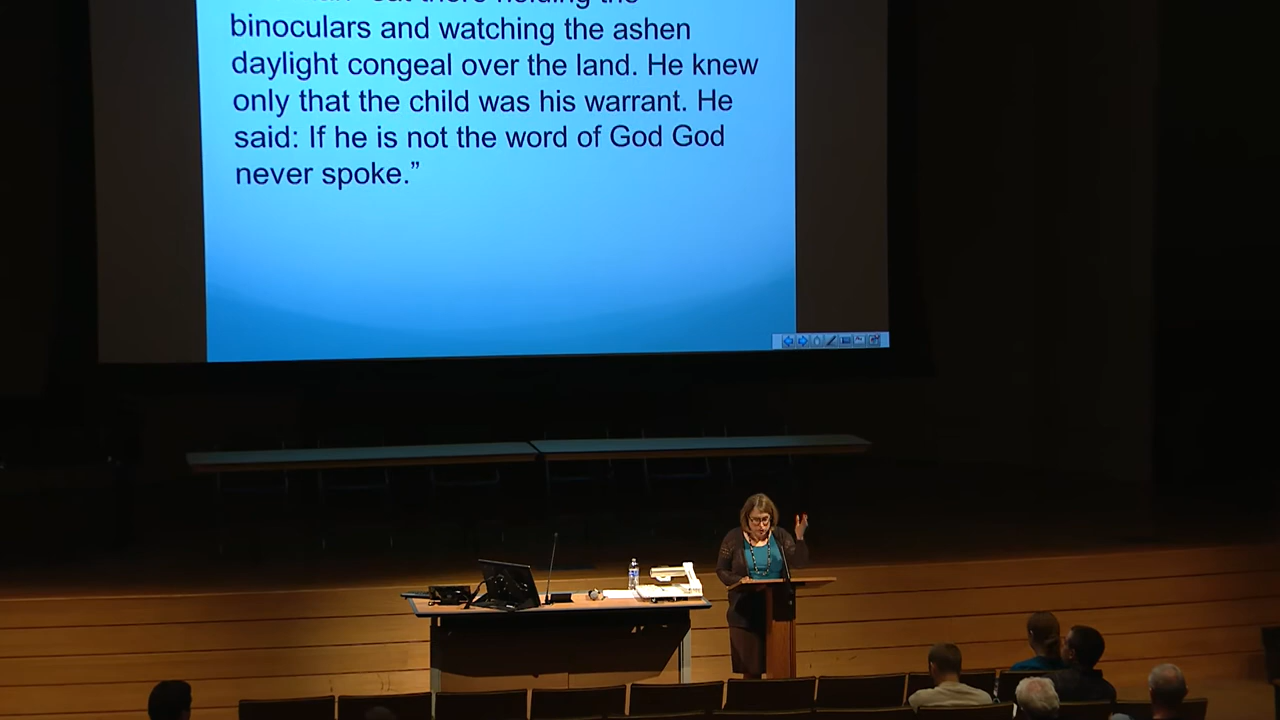 binoculars and watching the ashen
daylight congeal over the land. He knew
only that the child was his warrant. He
said: If he is not the word of God God
never spoke.”